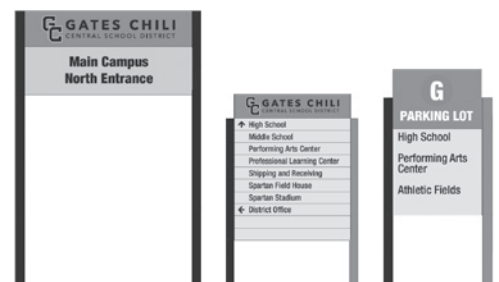 GC GATES CHILI
CENTRAL SCHOOL DISTRICT
Main Campus
North Entrance
GC GATES CHILI
CENTRAL SCHOOL DISTRICT
↑ High School
Middle School
Performing Arts Center
Professional Learning Center
Shipping and Receiving
Spartan Field House
Spartan Stadium
← District Office
G
PARKING LOT
High School
Performing Arts
Center
Athletic Fields